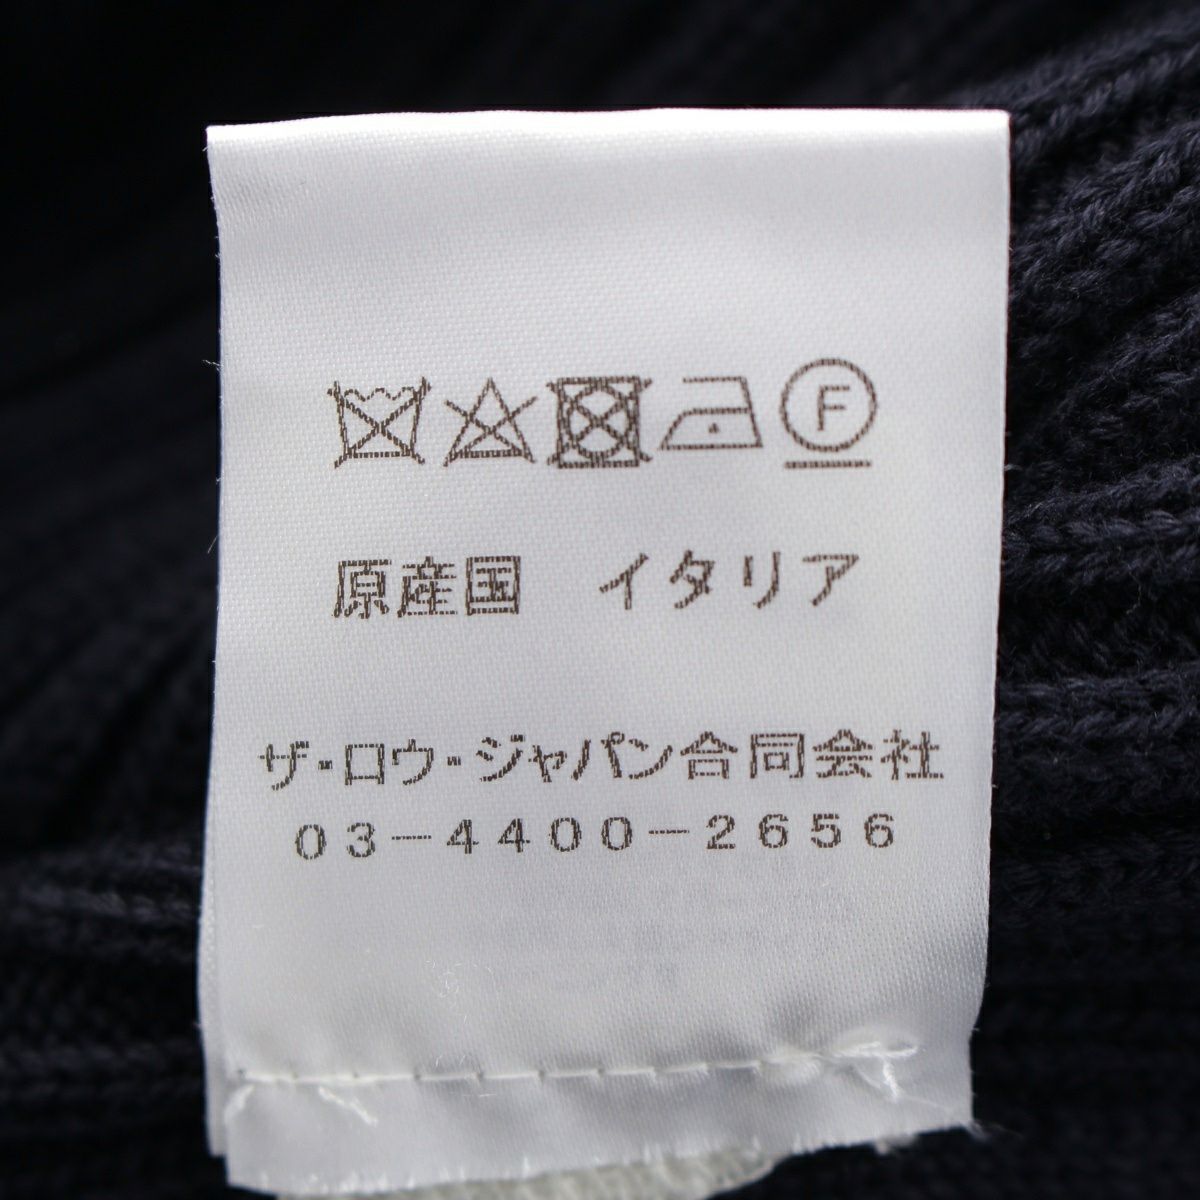 F
原産国　イタリア
ザ・ロウ・ジャパン合同会社
03-4400-2656